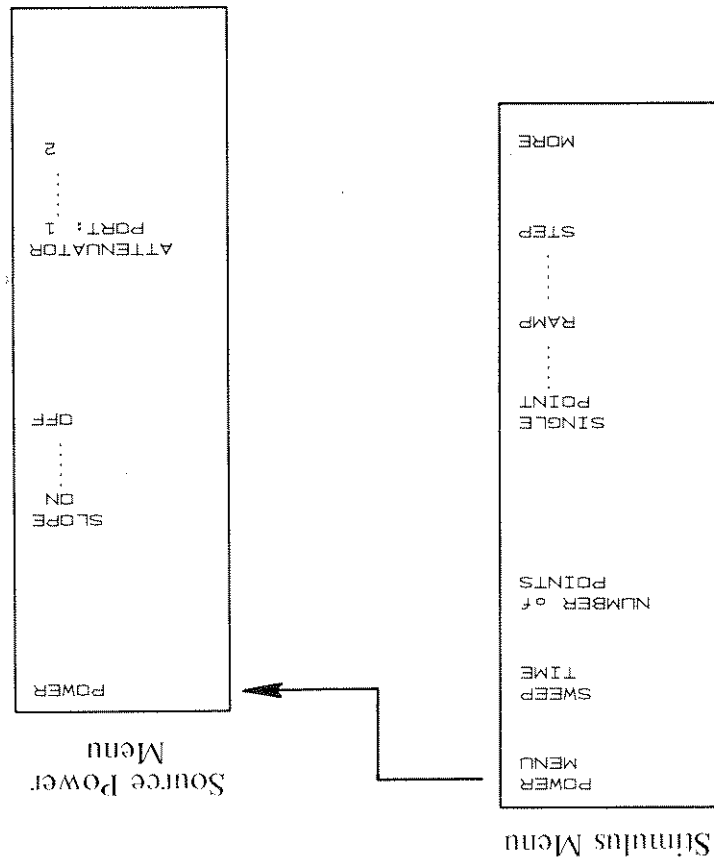 Stimulus Menu
POWER
MENU
SWEEP
TIME
NUMBER of
POINTS
SINGLE
POINT
......
RAMP
......
STEP
MORE
Source Power
Menu
POWER
SLOPE
ON
......
OFF
ATTENUATOR
PORT: 1
......
2